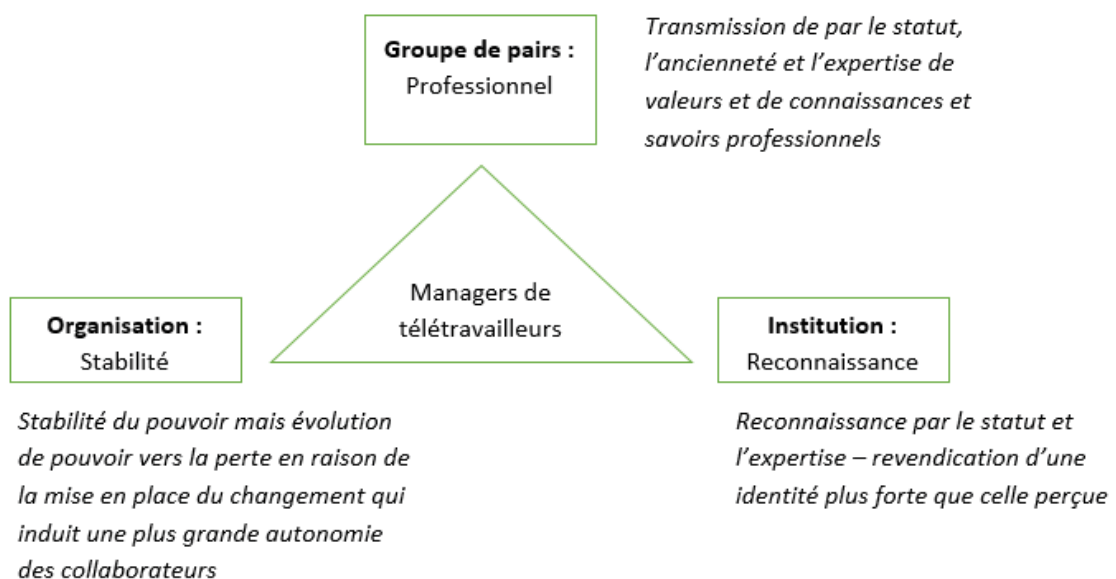 Groupe de pairs :
Professionnel
Transmission de par le statut,
l’ancienneté et l’expertise de
valeurs et de connaissances et
savoirs professionnels
Managers de
télétravailleurs
Organisation :
Stabilité
Institution :
Reconnaissance
Stabilité du pouvoir mais évolution
de pouvoir vers la perte en raison de
la mise en place du changement qui
induit une plus grande autonomie
des collaborateurs
Reconnaissance par le statut et
l’expertise – revendication d’une
identité plus forte que celle perçue